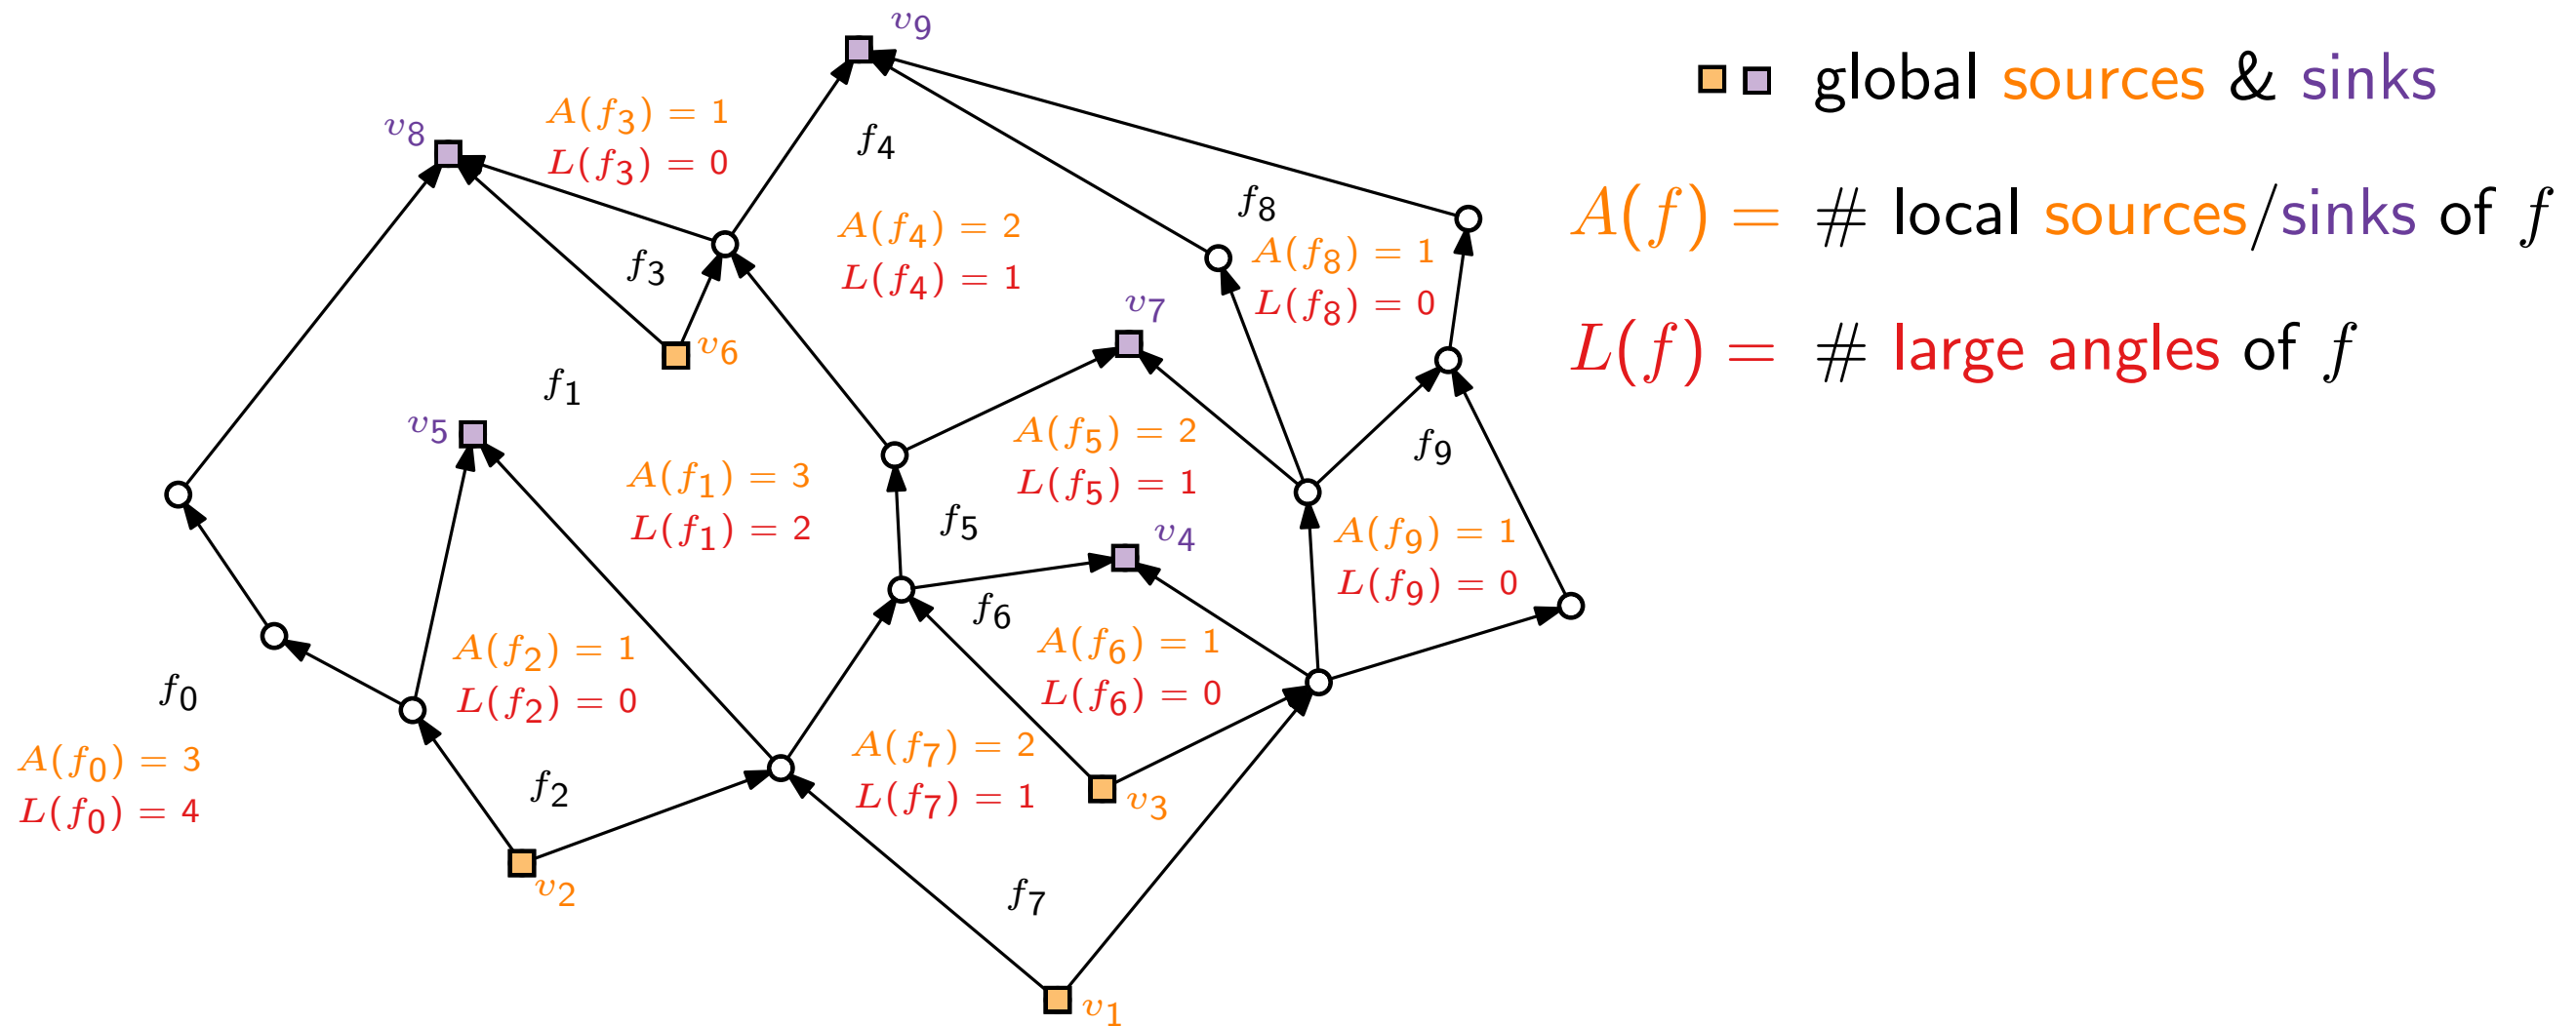 v9
global sources & sinks
A(f3) = 1
v8
f4
L(f3) = 0
f8
A(f) = # local sources/sinks of f
A(f4) = 2
A(f8) = 1
f3
L(f4) = 1
v7
L(f8) = 0
v6
L(f) = # large angles of f
f1
v5
A(f5) = 2
f9
A(f1) = 3
L(f5) = 1
L(f1) = 2
f5
v4
A(f9) = 1
L(f9) = 0
f6
A(f2) = 1
A(f6) = 1
f0
L(f2) = 0
L(f6) = 0
A(f0) = 3
A(f7) = 2
f2
L(f7) = 1
v3
L(f0) = 4
v2
f7
v1